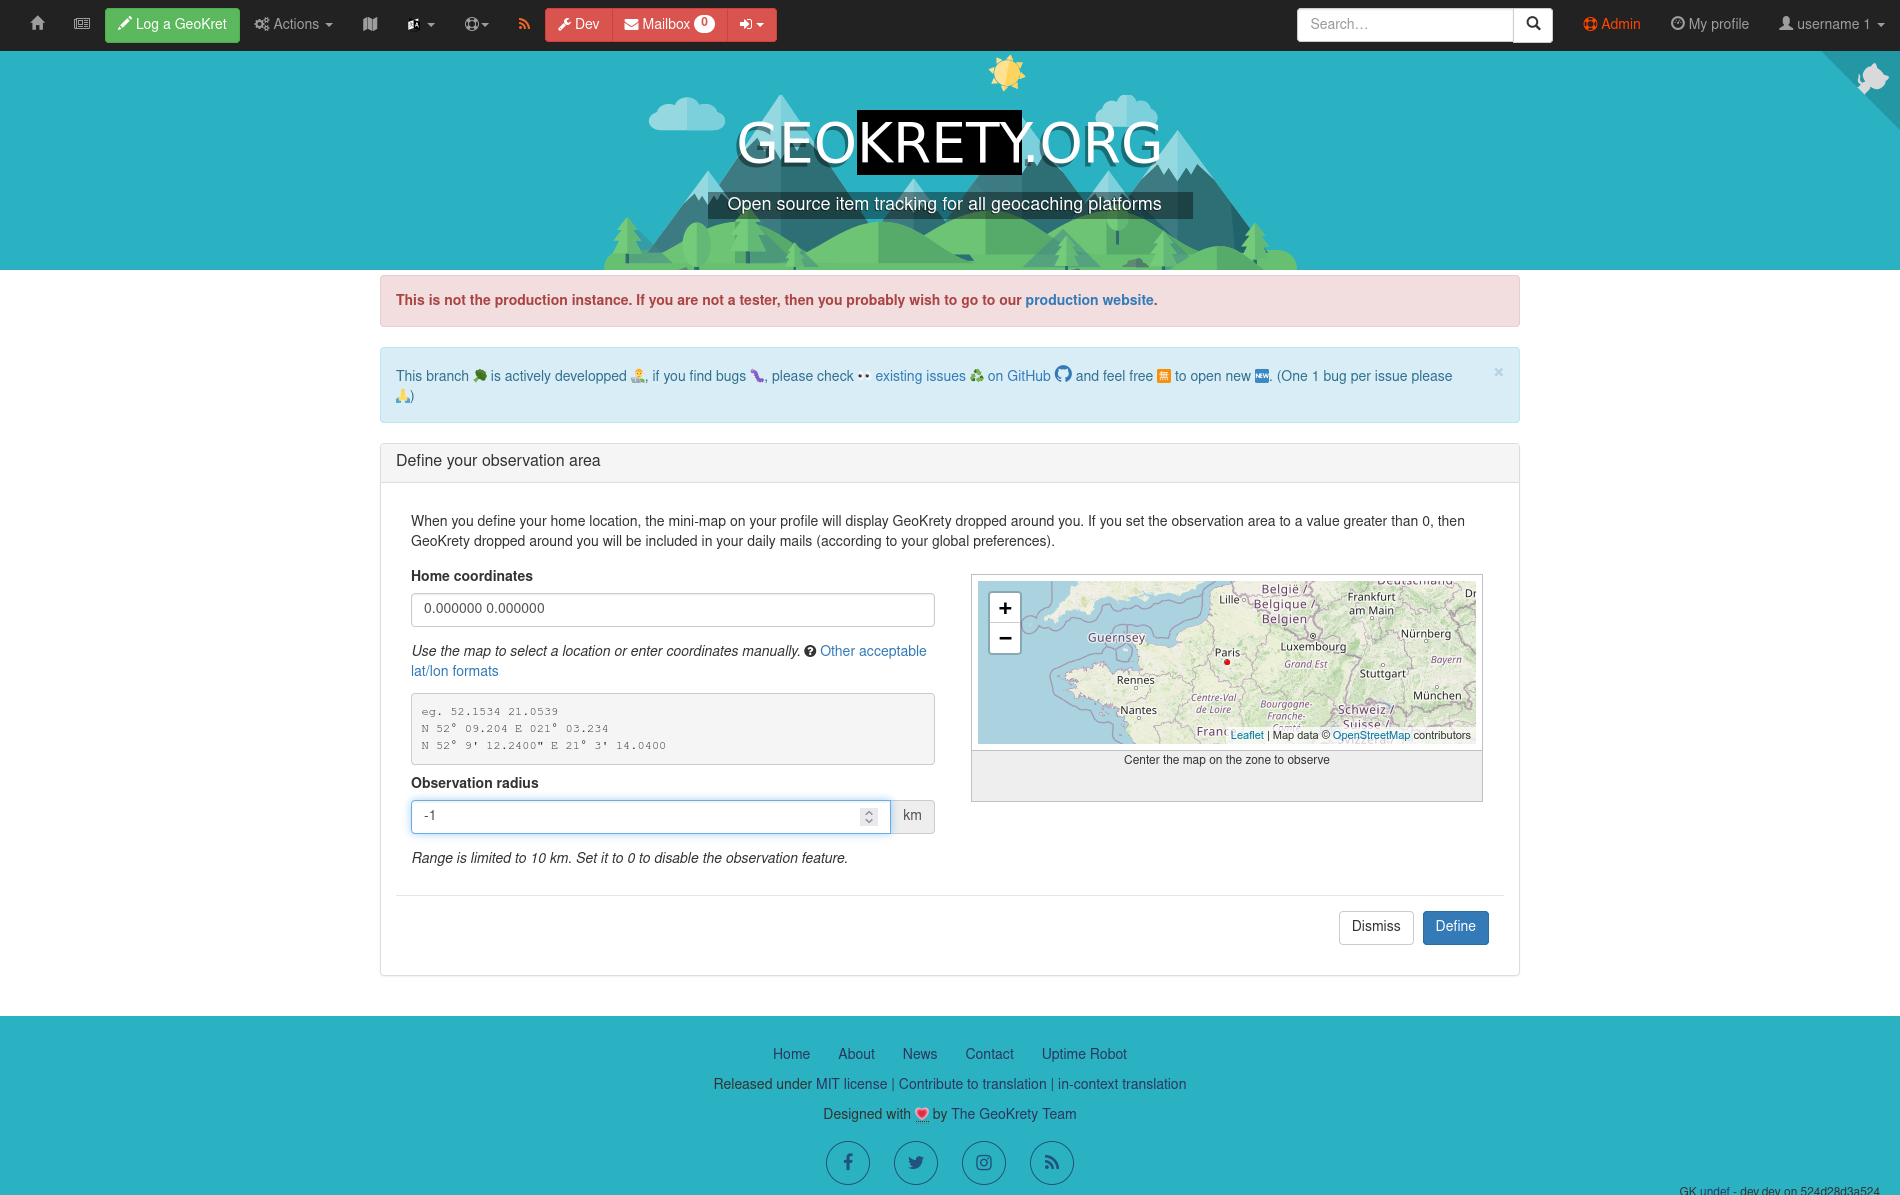 Log a GeoKret Actions Dev Mailbox 0 Search... Admin My profile username 1
GEOKRETY.ORG
Open source item tracking for all geocaching platforms
This is not the production instance. If you are not a tester, then you probably wish to go to our production website.
This branch 🥦 is actively developped, if you find bugs 🐛, please check 👀 existing issues ♻ on GitHub and feel free 🈚 to open new 🆕. (One 1 bug per issue please
🙏)
×
Define your observation area
When you define your home location, the mini-map on your profile will display GeoKrety dropped around you. If you set the observation area to a value greater than 0, then
GeoKrety dropped around you will be included in your daily mails (according to your global preferences).
Home coordinates
0.000000 0.000000
Use the map to select a location or enter coordinates manually. Other acceptable
lat/lon formats
eg. 52.1534 21.0539
N 52° 09.204 E 021° 03.234
N 52° 9' 12.2400" E 21° 3' 14.0400
Observation radius
-1 km
Range is limited to 10 km. Set it to 0 to disable the observation feature.
+
−
Deutschland
België /
Belgique /
Belgien
Lille
Frankfurt
am Main
Guernsey
Nürnberg
Luxembourg
Paris
Grand Est
Bayern
Stuttgart
Rennes
München
Centre-Val
de Loire
Bourgogne-
Franche-
Nantes
Schweiz /
Suisse /
Leaflet | Map data © OpenStreetMap contributors
Center the map on the zone to observe
Dismiss Define
Home About News Contact Uptime Robot
Released under MIT license | Contribute to translation | in-context translation
Designed with 💗 by The GeoKrety Team
GK undef - dev.dev on 524d28d3a524